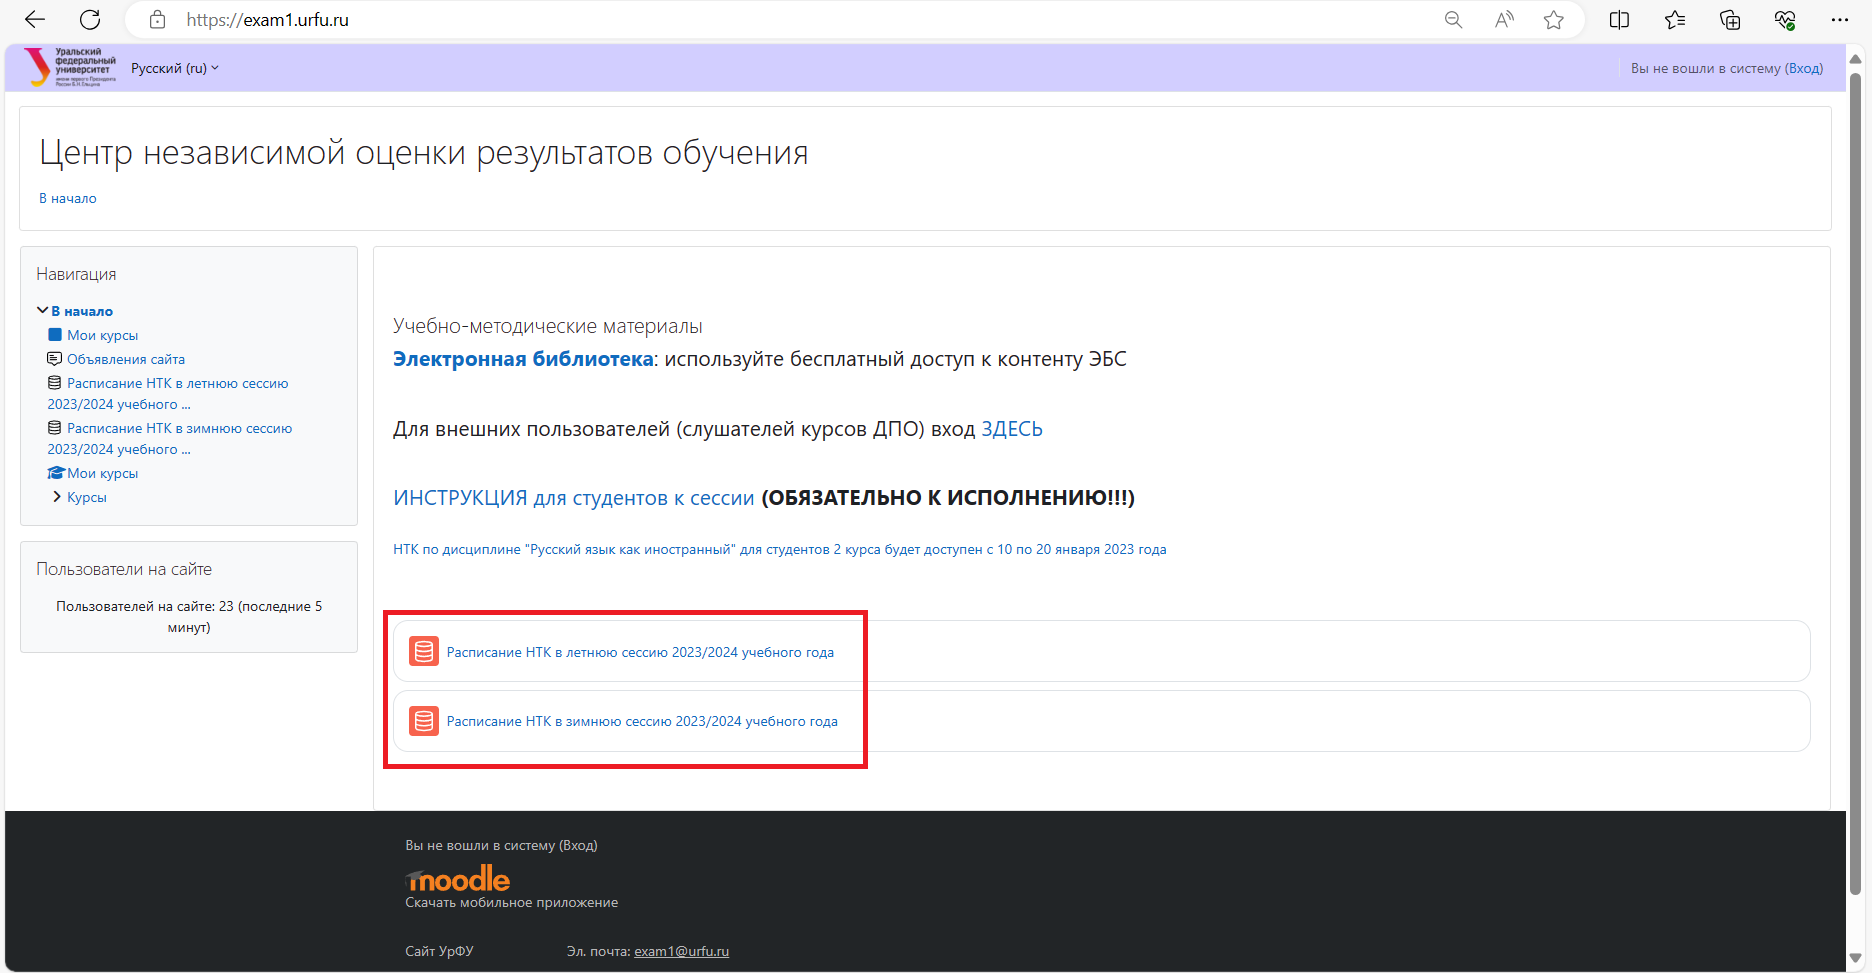 https://exam1.urfu.ru
Уральский
федеральный
университет
имени первого Президента
России Б.Н.Ельцина
Русский (ru)
Вы не вошли в систему (Вход)
Центр независимой оценки результатов обучения
В начало
Навигация
В начало
Мои курсы
Объявления сайта
Расписание НТК в летнюю сессию
2023/2024 учебного ...
Расписание НТК в зимнюю сессию
2023/2024 учебного ...
Мои курсы
Курсы
Пользователи на сайте
Пользователей на сайте: 23 (последние 5
минут)
Учебно-методические материалы
Электронная библиотека: используйте бесплатный доступ к контенту ЭБС
Для внешних пользователей (слушателей курсов ДПО) вход ЗДЕСЬ
ИНСТРУКЦИЯ для студентов к сессии (ОБЯЗАТЕЛЬНО К ИСПОЛНЕНИЮ!!!)
НТК по дисциплине "Русский язык как иностранный" для студентов 2 курса будет доступен с 10 по 20 января 2023 года
Расписание НТК в летнюю сессию 2023/2024 учебного года
Расписание НТК в зимнюю сессию 2023/2024 учебного года
Вы не вошли в систему (Вход)
moodle
Скачать мобильное приложение
Сайт УрФУ
Эл. почта: exam1@urfu.ru